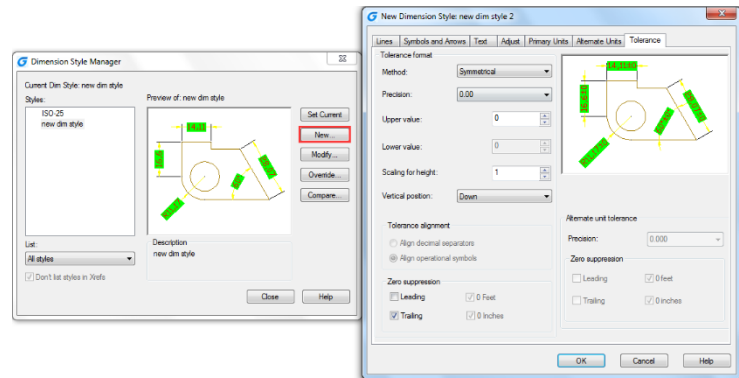 Dimension Style Manager
Current Dim Style: new dim style
Styles:
ISO-25
new dim style
Preview of: new dim style
14,11
Set Current
New...
Modify...
Override...
Compare...
List:
All styles
Don't list styles in Xrefs
Description
new dim style
Close
Help
New Dimension Style: new dim style 2
Lines Symbols and Arrows Text Adjust Primary Units Alternate Units Tolerance
Tolerance format
Method: Symmetrical
Precision: 0.00
Upper value: 0
Lower value: 0
Scaling for height: 1
Vertical position: Down
Tolerance alignment
Align decimal separators
Align operational symbols
Zero suppression
Leading 0 Feet
Trailing 0 inches
Alternate unit tolerance
Precision: 0.000
Zero suppression
Leading 0 feet
Trailing 0 inches
OK Cancel Help